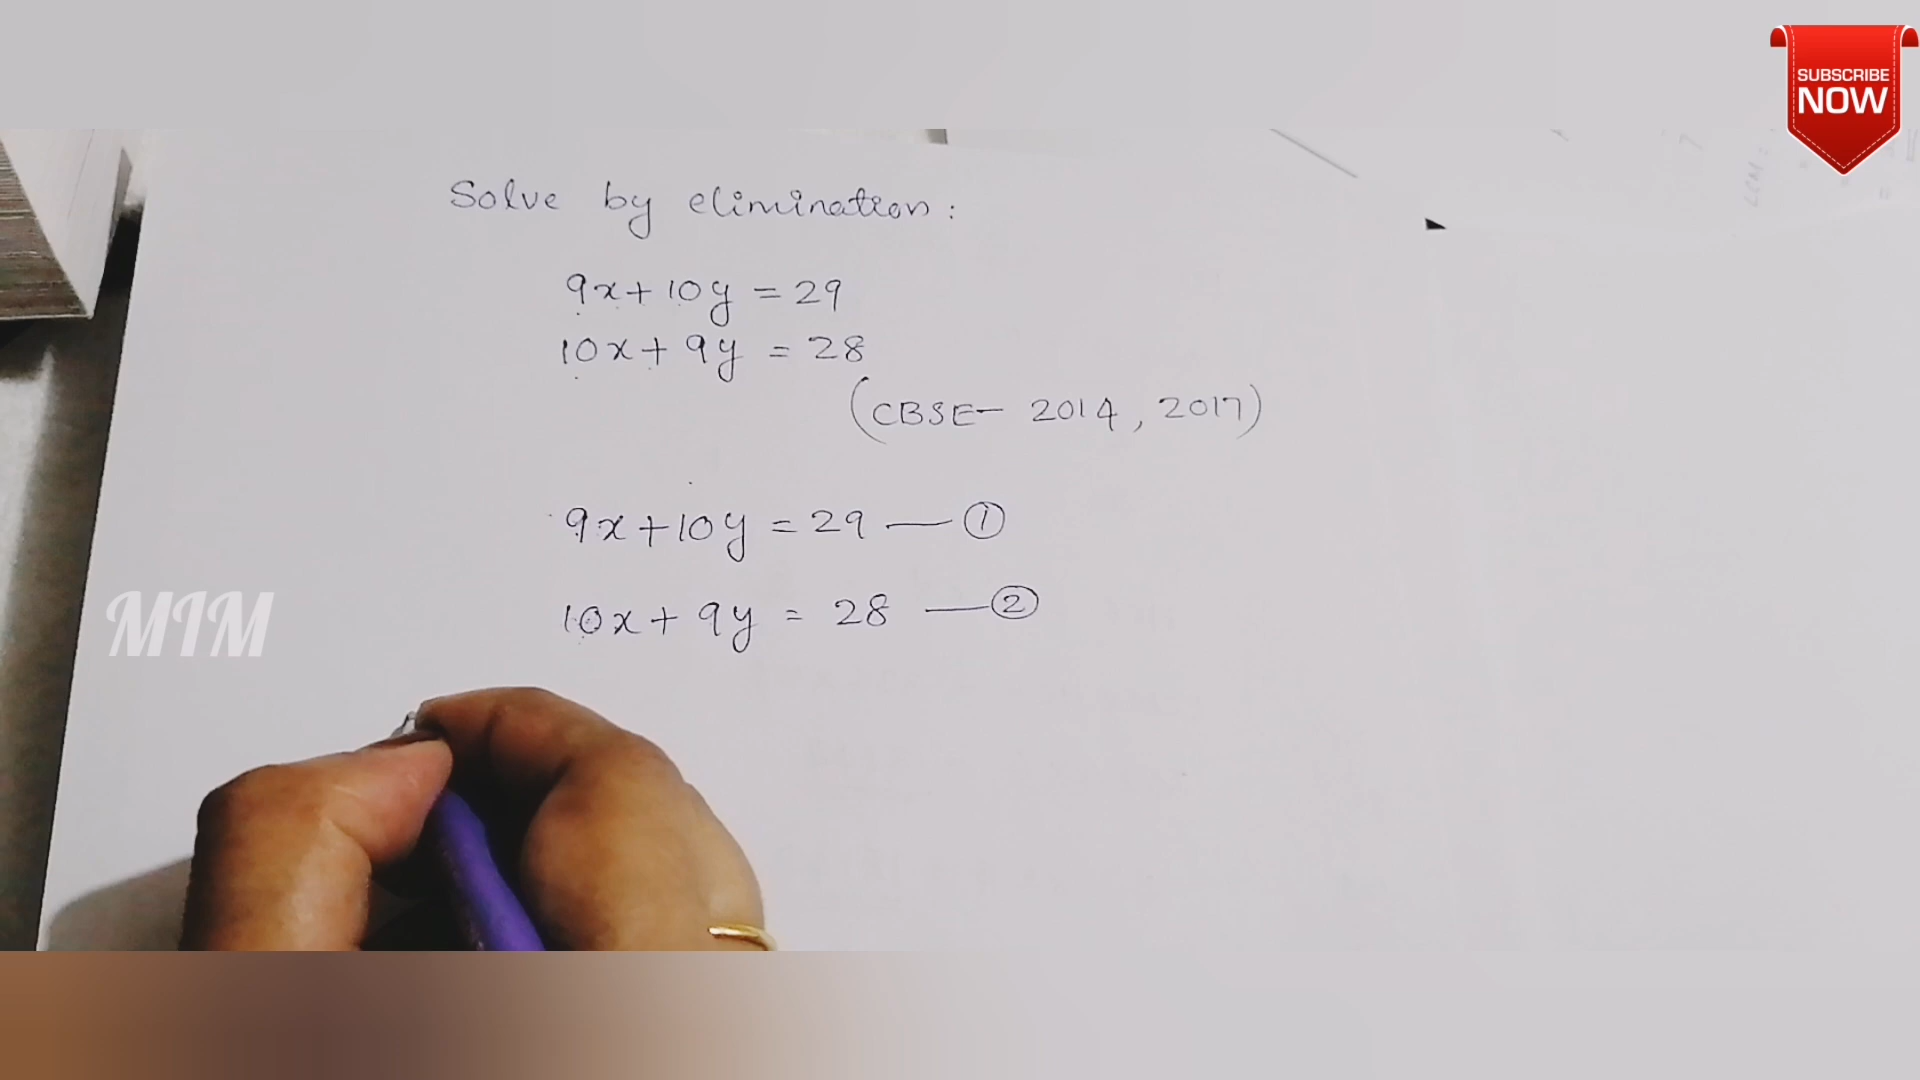 SUBSCRIBE
NOW
Solve by elimination:
9x+10y = 29
10x+ 9y = 28
(CBSE- 2014, 2017)
9x+10y = 29 — ①
10x+ 9y = 28 — ②
MIM